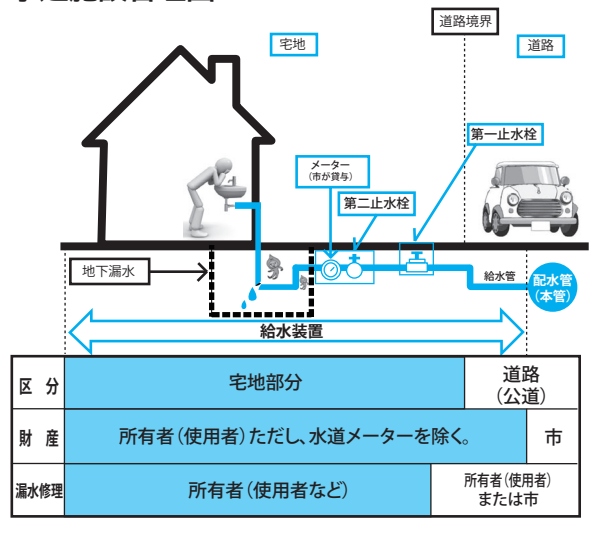 道路境界
宅地
道路
第一止水栓
メーター
(市が貸与)
第二止水栓
地下漏水
給水管
配水管
(本管)
給水装置
区 分
宅地部分
道路
(公道)
財 産
所有者(使用者)ただし、水道メーターを除く。
市
漏水修理
所有者(使用者など)
所有者(使用者)
または市